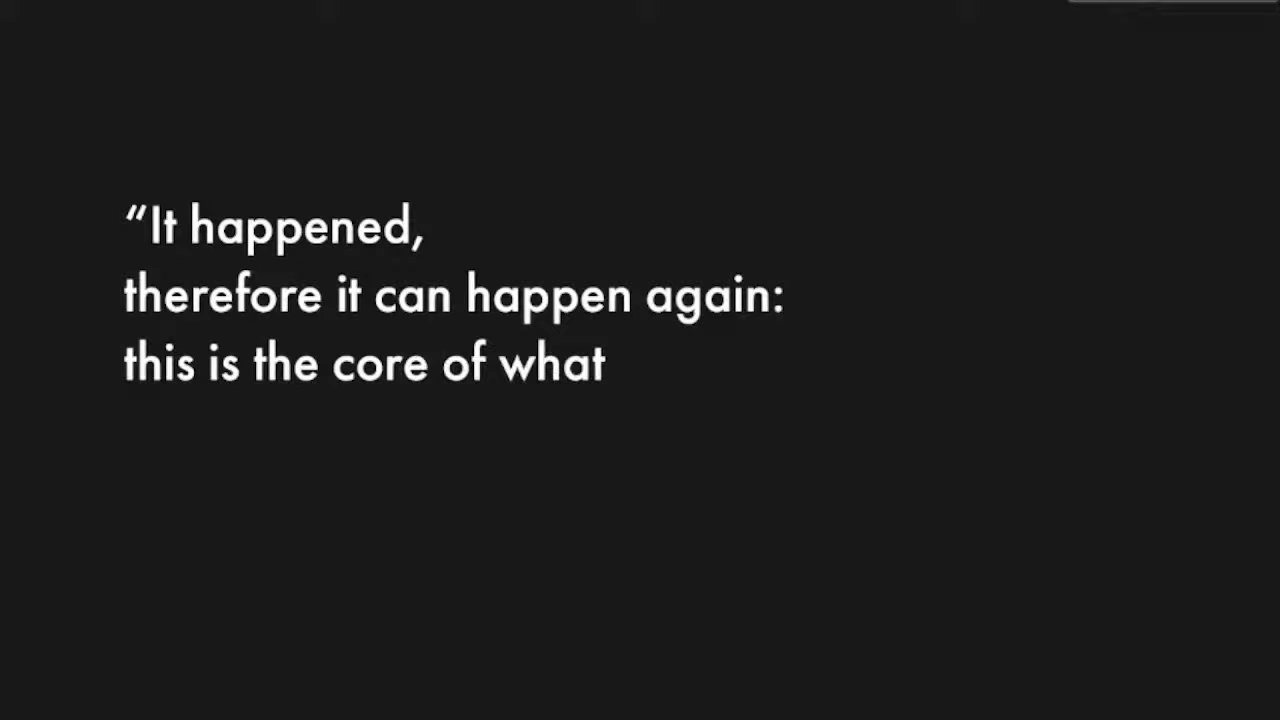 “It happened,
therefore it can happen again:
this is the core of what